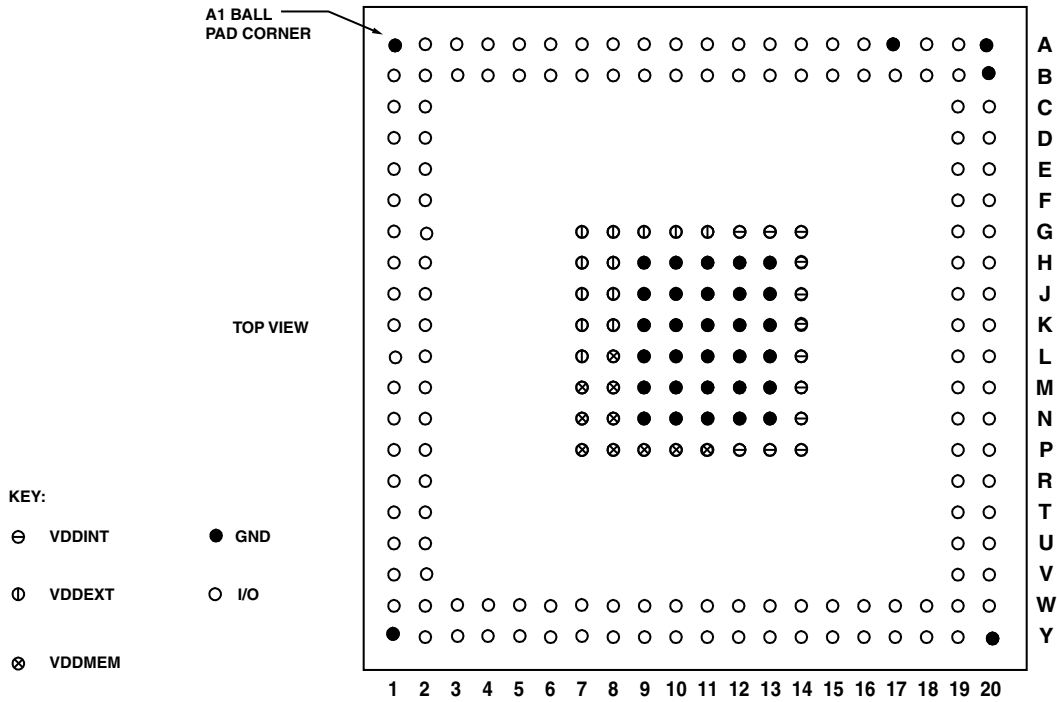 A1 BALL
PAD CORNER
A
B
C
D
E
F
G
H
J
TOP VIEW
K
L
M
N
P
R
KEY:
T
VDDINT GND
U
V
VDDEXT I/O
W
Y
VDDMEM
1 2 3 4 5 6 7 8 9 10 11 12 13 14 15 16 17 18 19 20